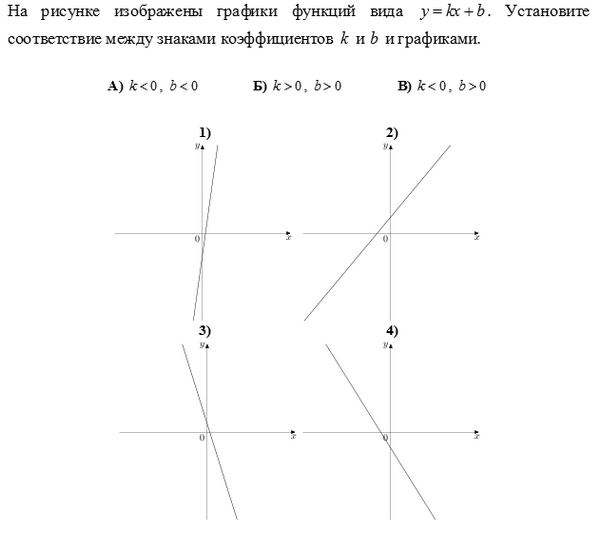 На рисунке изображены графики функций вида y = kx + b. Установите
соответствие между знаками коэффициентов k и b и графиками.
А) k < 0, b < 0 Б) k > 0, b > 0 В) k < 0, b > 0
1) 2)
y y
0 x 0 x
3) 4)
y y
0 x 0 x